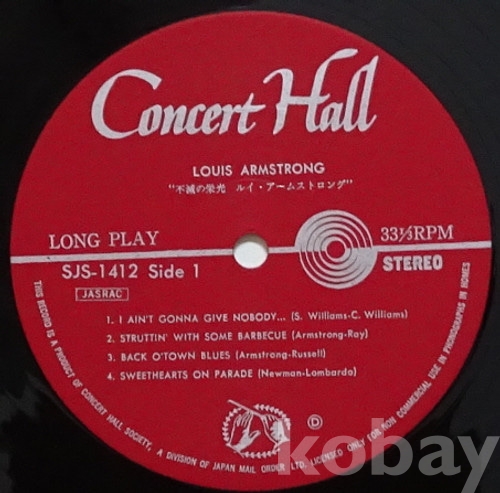 Concert Hall
LOUIS ARMSTRONG
"不滅の栄光 ルイ・アームストロング"
LONG PLAY
33⅓RPM
SJS-1412 Side 1
STEREO
JASRAC
1. I AIN'T GONNA GIVE NOBODY... (S. Williams-C. Williams)
2. STRUTTIN' WITH SOME BARBECUE (Armstrong-Ray)
3. BACK O'TOWN BLUES (Armstrong-Russell)
4. SWEETHEARTS ON PARADE (Newman-Lombardo)
D
THIS RECORD IS A PRODUCT OF CONCERT HALL SOCIETY, A DIVISION OF JAPAN MAIL ORDER LTD. LICENSED ONLY FOR NON COMMERCIAL USE ON PHONOGRAPHS IN HOMES
kobay